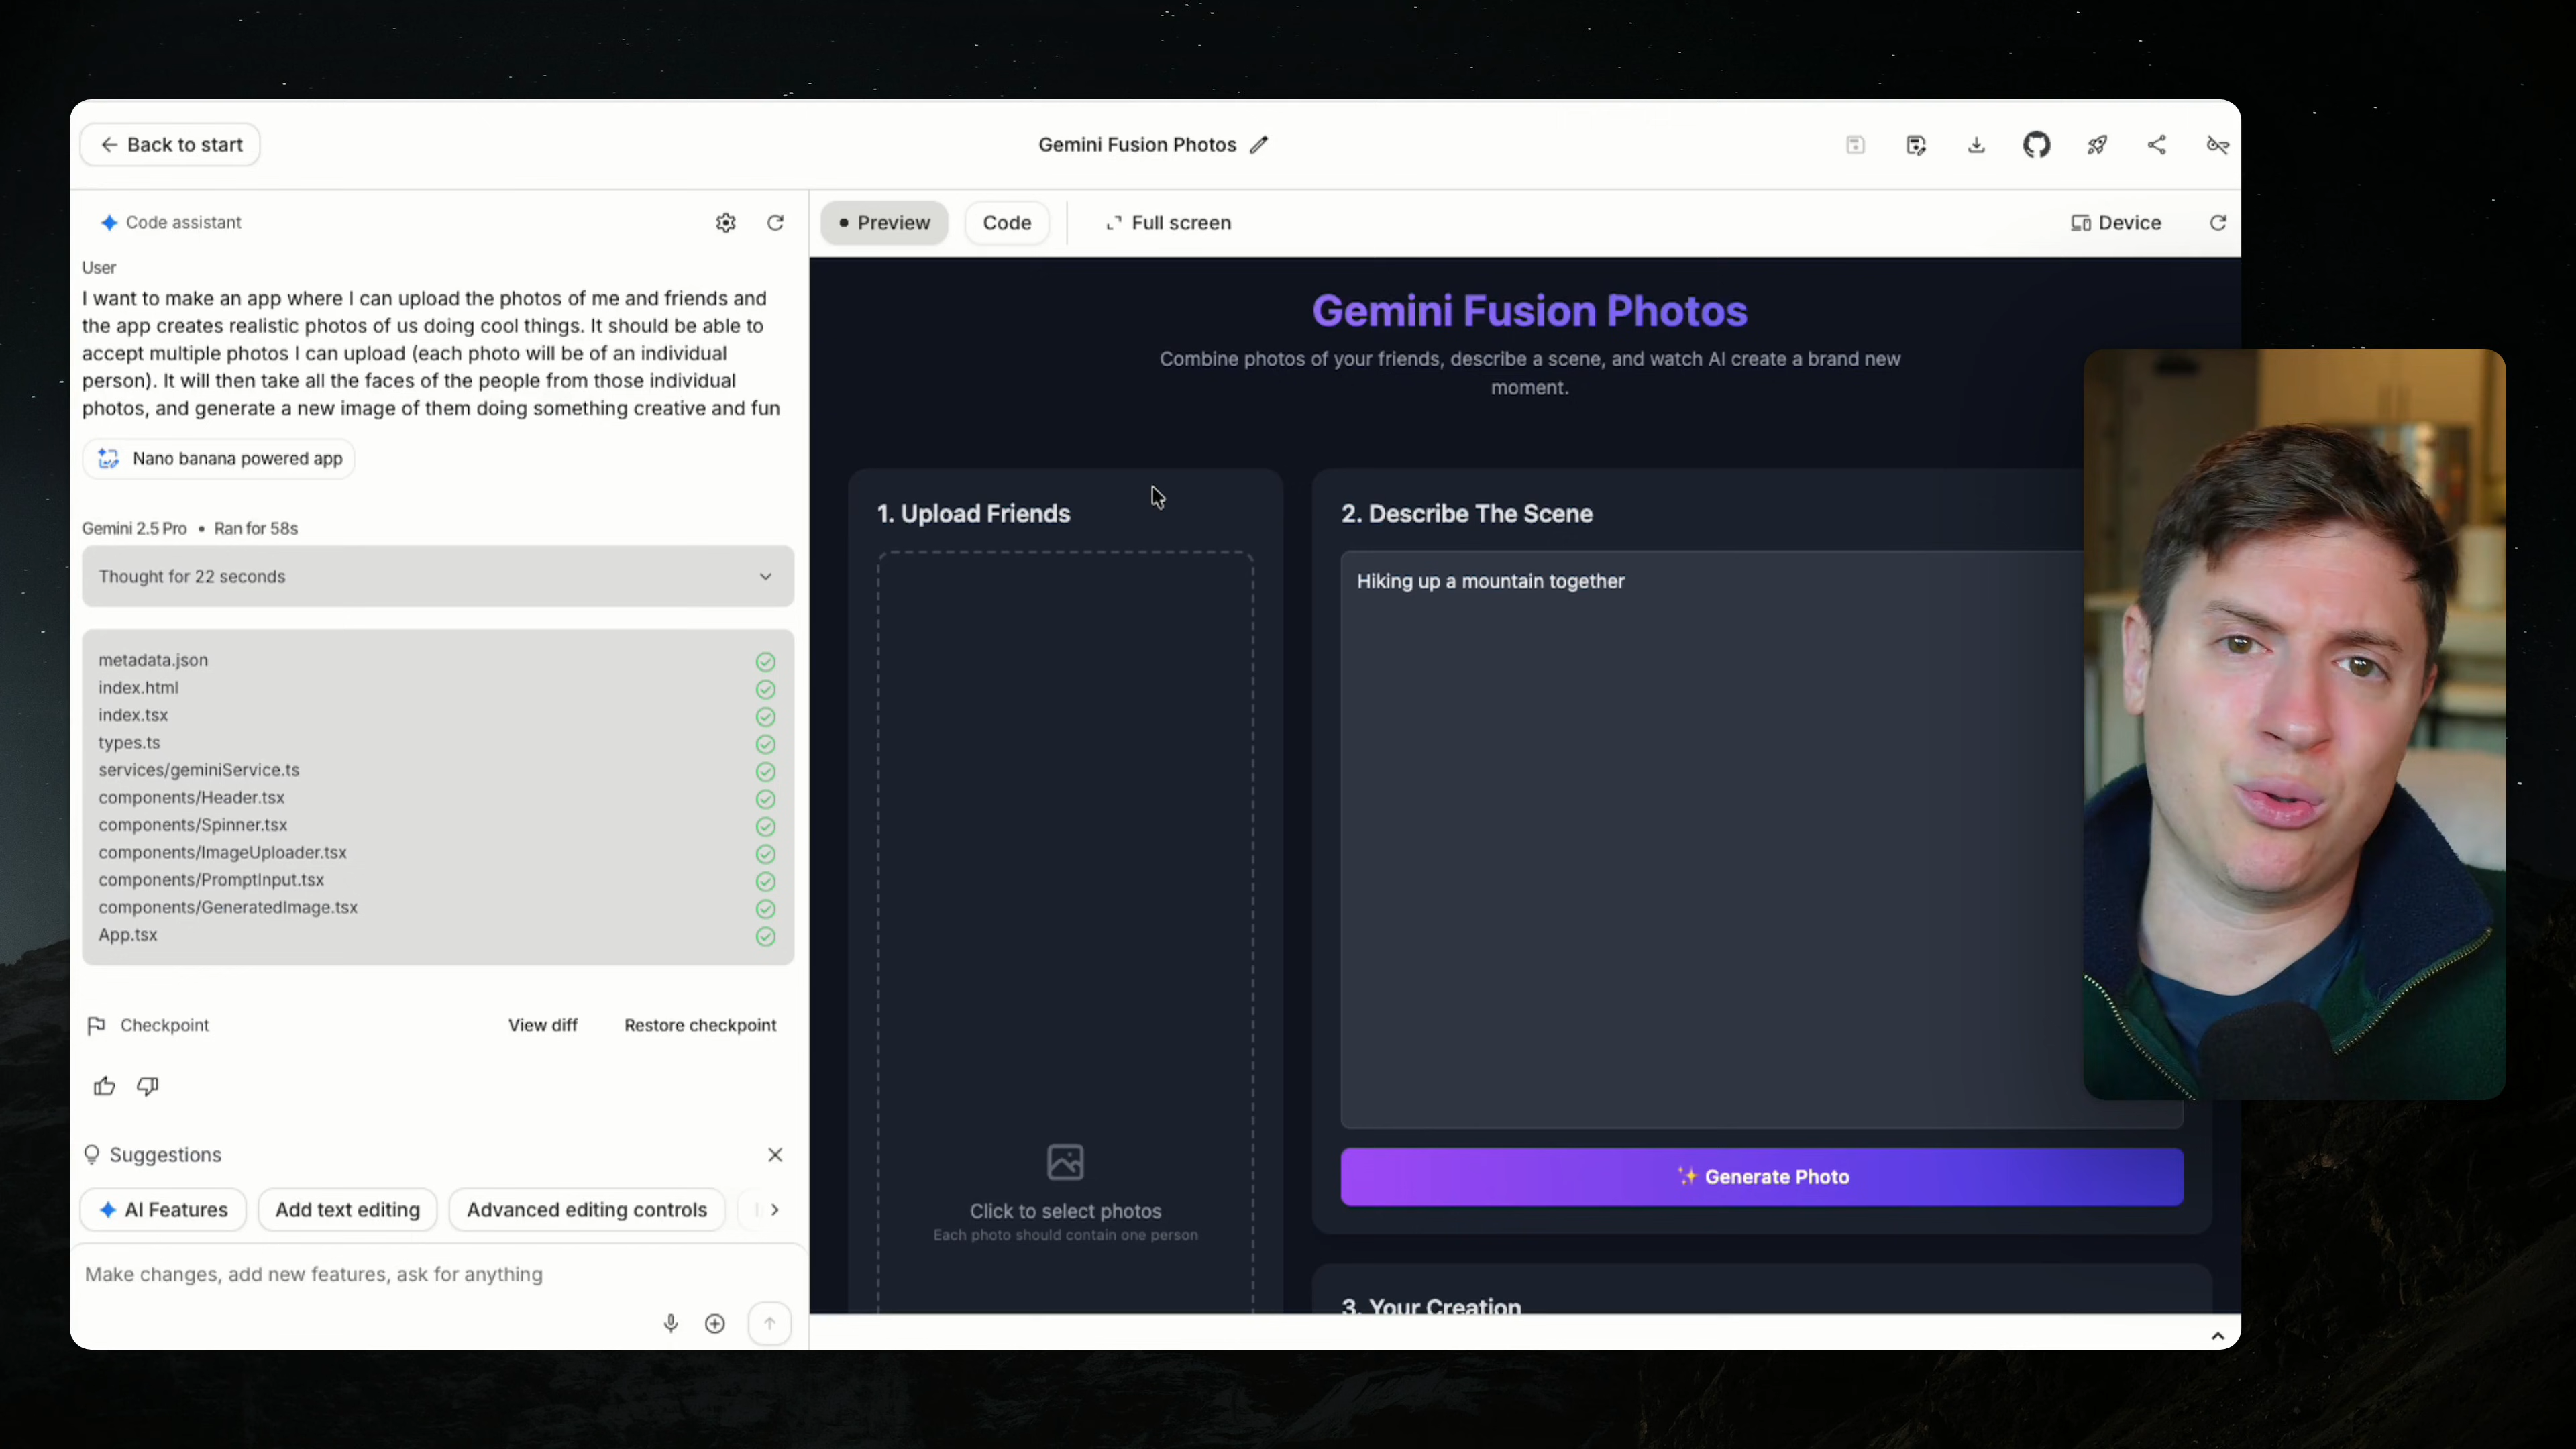 Back to start
Gemini Fusion Photos
Code assistant
Preview
Code
Full screen
Device
User
I want to make an app where I can upload the photos of me and friends and
the app creates realistic photos of us doing cool things. It should be able to
accept multiple photos I can upload (each photo will be of an individual
person). It will then take all the faces of the people from those individual
photos, and generate a new image of them doing something creative and fun
Nano banana powered app
Gemini 2.5 Pro • Ran for 58s
Thought for 22 seconds
metadata.json
index.html
index.tsx
types.ts
services/geminiService.ts
components/Header.tsx
components/Spinner.tsx
components/ImageUploader.tsx
components/PromptInput.tsx
components/GeneratedImage.tsx
App.tsx
Checkpoint
View diff
Restore checkpoint
Suggestions
AI Features
Add text editing
Advanced editing controls
Make changes, add new features, ask for anything
Gemini Fusion Photos
Combine photos of your friends, describe a scene, and watch AI create a brand new
moment.
1. Upload Friends
Click to select photos
Each photo should contain one person
2. Describe The Scene
Hiking up a mountain together
✨ Generate Photo
3. Your Creation